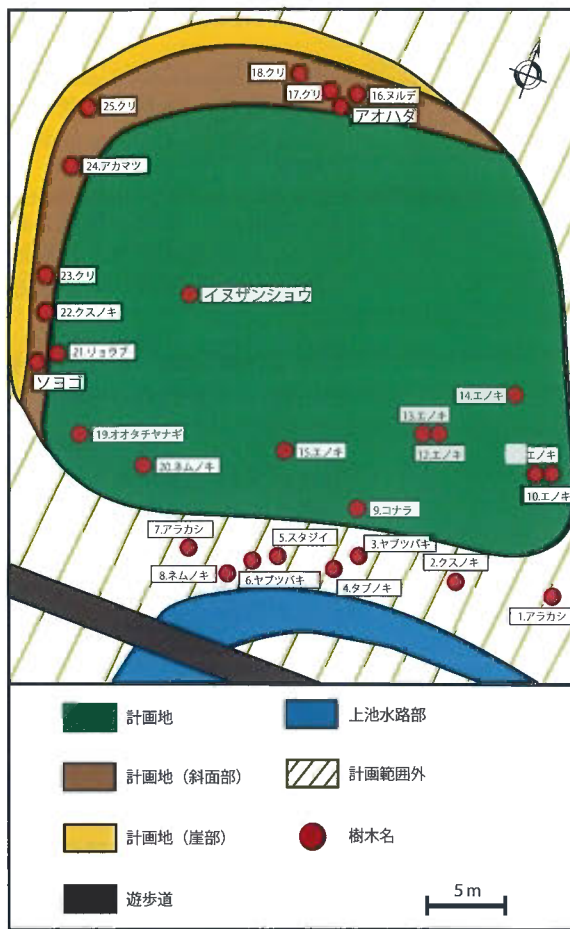 18.クリ
17.クリ
16.ヌルデ
アオハダ
25.クリ
24.アカマツ
23.クリ
イヌザンショウ
22.クスノキ
21.リョウブ
ソヨゴ
14.エノキ
13.エノキ
19.オオタチヤナギ
15.エノキ
12.エノキ
エノキ
20.ネムノキ
10.エノキ
9.コナラ
7.アラカシ
5.スタジイ
3.ヤブツバキ
8.ネムノキ
6.ヤブツバキ
4.タブノキ
2.クスノキ
1.アラカシ
計画地
上池水路部
計画地（斜面部）
計画範囲外
計画地（崖部）
樹木名
遊歩道
5m